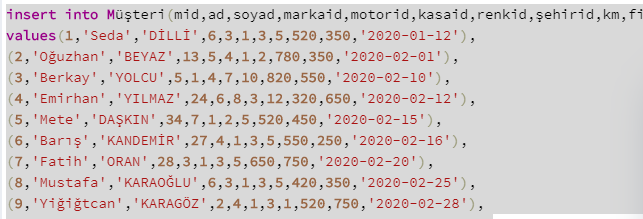 insert into Müşteri(mid,ad,soyad,markaid,motorid,kasaid,renkid,şehirid,km,fi
values(1,'Seda','DİLLİ',6,3,1,3,5,520,350,'2020-01-12'),
(2,'Oğuzhan','BEYAZ',13,5,4,1,2,780,350,'2020-02-01'),
(3,'Berkay','YOLCU',5,1,4,7,10,820,550,'2020-02-10'),
(4,'Emirhan','YILMAZ',24,6,8,3,12,320,650,'2020-02-12'),
(5,'Mete','DAŞKIN',34,7,1,2,5,520,450,'2020-02-15'),
(6,'Barış','KANDEMİR',27,4,1,3,5,550,250,'2020-02-16'),
(7,'Fatih','ORAN',28,3,1,3,5,650,750,'2020-02-20'),
(8,'Mustafa','KARAOĞLU',6,3,1,3,5,420,350,'2020-02-25'),
(9,'Yiğiğtcan','KARAGÖZ',2,4,1,3,1,520,750,'2020-02-28'),